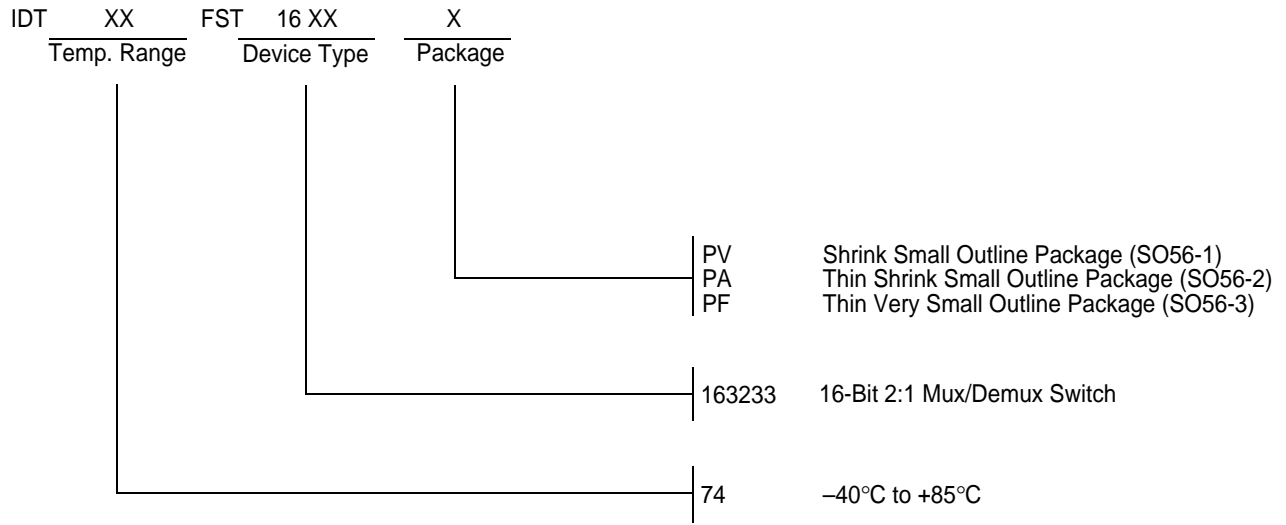 IDT XX FST 16 XX X
Temp. Range Device Type Package
PV Shrink Small Outline Package (SO56-1)
PA Thin Shrink Small Outline Package (SO56-2)
PF Thin Very Small Outline Package (SO56-3)
163233 16-Bit 2:1 Mux/Demux Switch
74 –40°C to +85°C